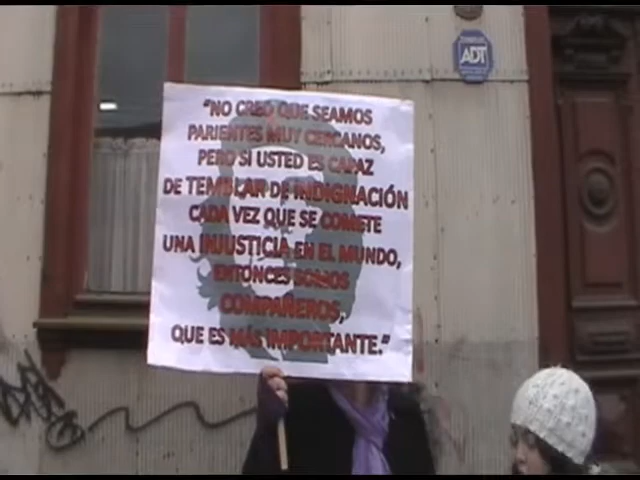 ADT
"NO CREO QUE SEAMOS
PARIENTES MUY CERCANOS,
PERO SI USTED ES CAPAZ
DE TEMBLAR DE INDIGNACIÓN
CADA VEZ QUE SE COMETE
UNA INJUSTICIA EN EL MUNDO,
ENTONCES SOMOS
COMPAÑEROS,
QUE ES MÁS IMPORTANTE."